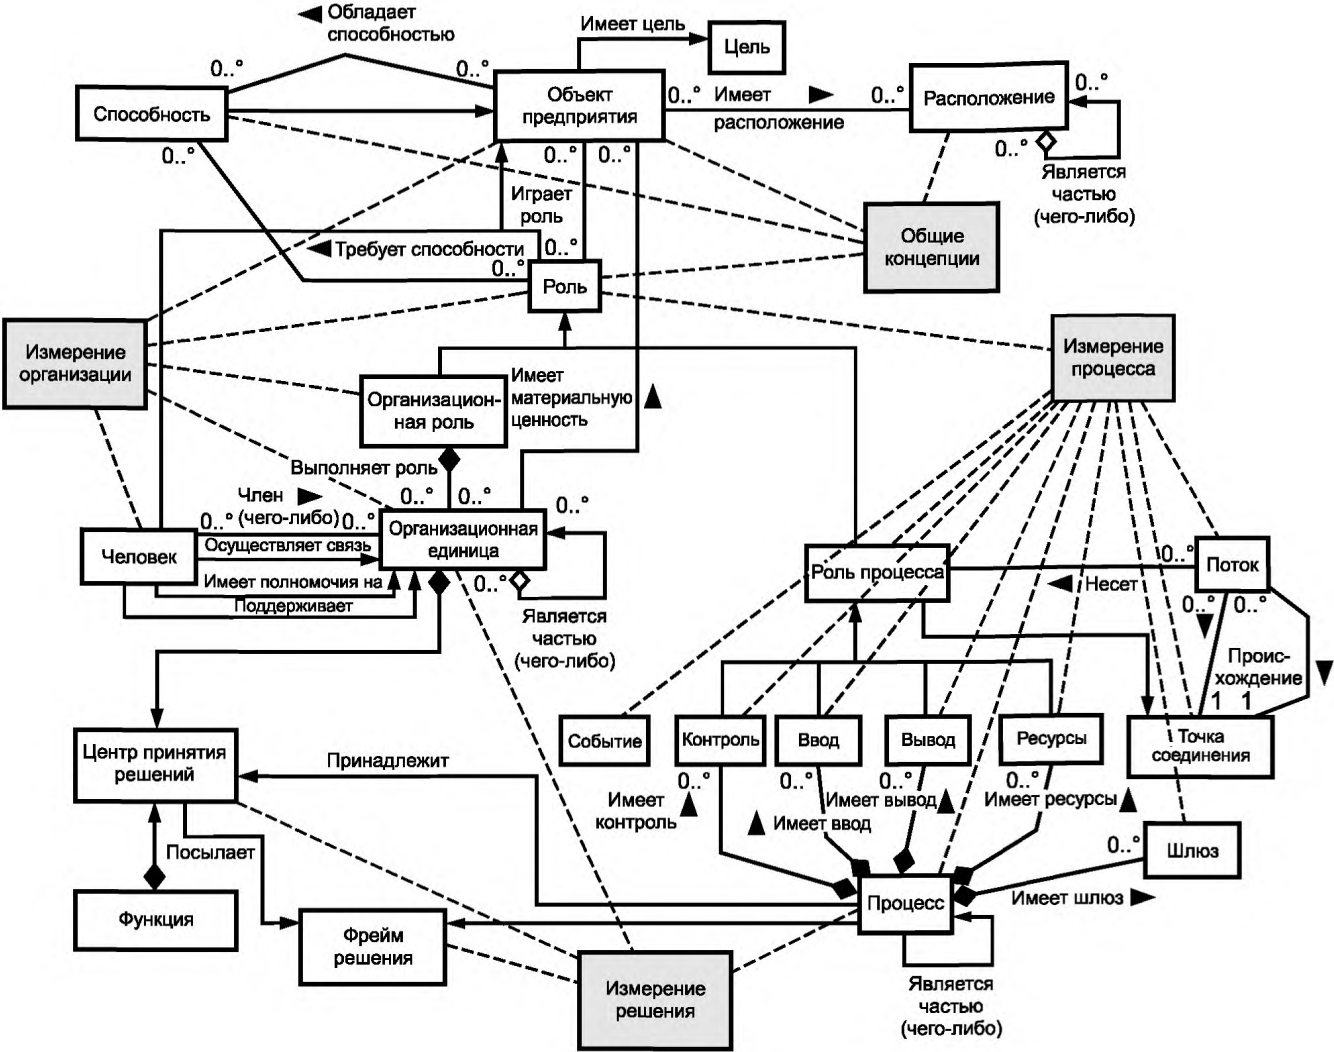 Обладает
способностью
Имеет цель
Цель
0..°
0..°
Способность
Объект
предприятия
0..°
Имеет
расположение
0..°
Расположение
0..°
0..°
0..°
0..°
0..°
Является
частью
(чего-либо)
Играет
роль
Общие
концепции
Требует способности
0..°
0..°
Роль
Измерение
организации
Измерение
процесса
Организацион-
ная роль
Имеет
материальную
ценность
Выполняет роль
0..°
0..°
0..°
Член
(чего-либо)
0..°
0..°
Организационная
единица
Человек
Осуществляет связь
Имеет полномочия на
Поддерживает
0..°
Является
частью
(чего-либо)
Роль процесса
0..°
Поток
Несет
0..°
0..°
Проис-
хождение
1
1
Центр принятия
решений
Принадлежит
Событие
Контроль
Ввод
Вывод
Ресурсы
Точка
соединения
0..°
0..°
0..°
0..°
Имеет
контроль
Имеет ввод
Имеет вывод
Имеет ресурсы
0..°
Шлюз
Имеет шлюз
Посылает
Функция
Фрейм
решения
Процесс
Измерение
решения
Является
частью
(чего-либо)